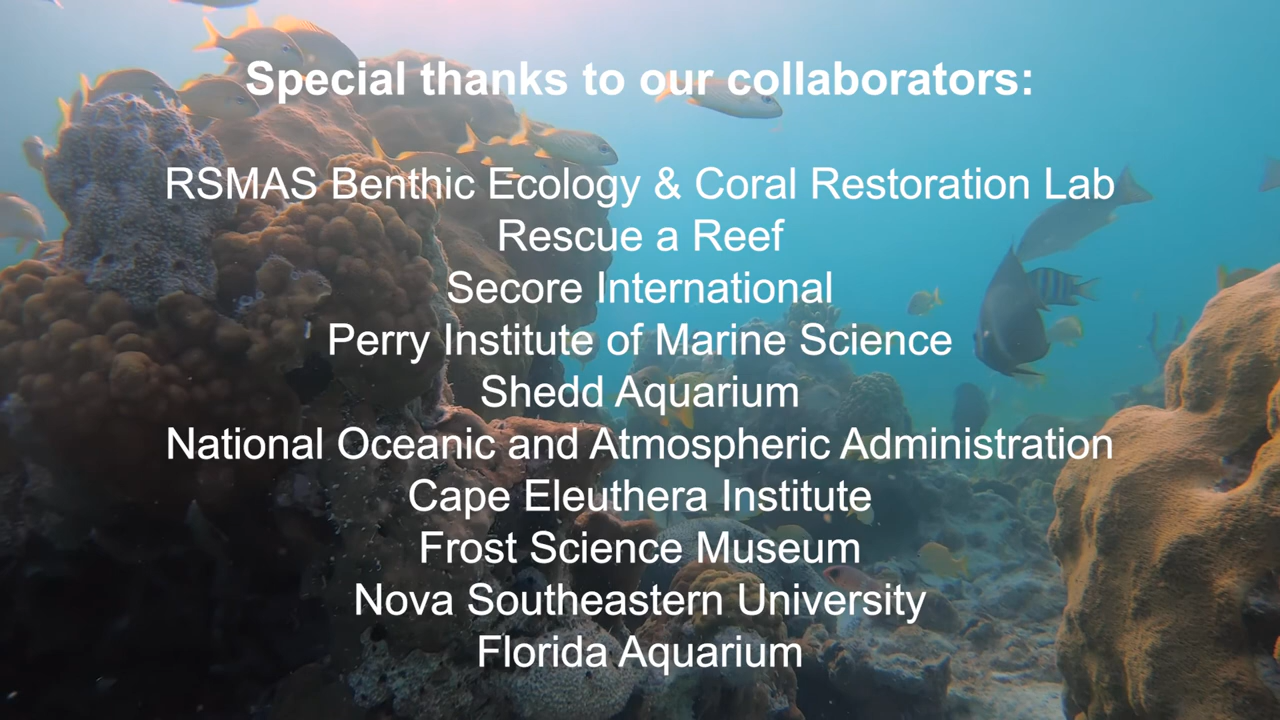 Special thanks to our collaborators:
RSMAS Benthic Ecology & Coral Restoration Lab
Rescue a Reef
Secore International
Perry Institute of Marine Science
Shedd Aquarium
National Oceanic and Atmospheric Administration
Cape Eleuthera Institute
Frost Science Museum
Nova Southeastern University
Florida Aquarium